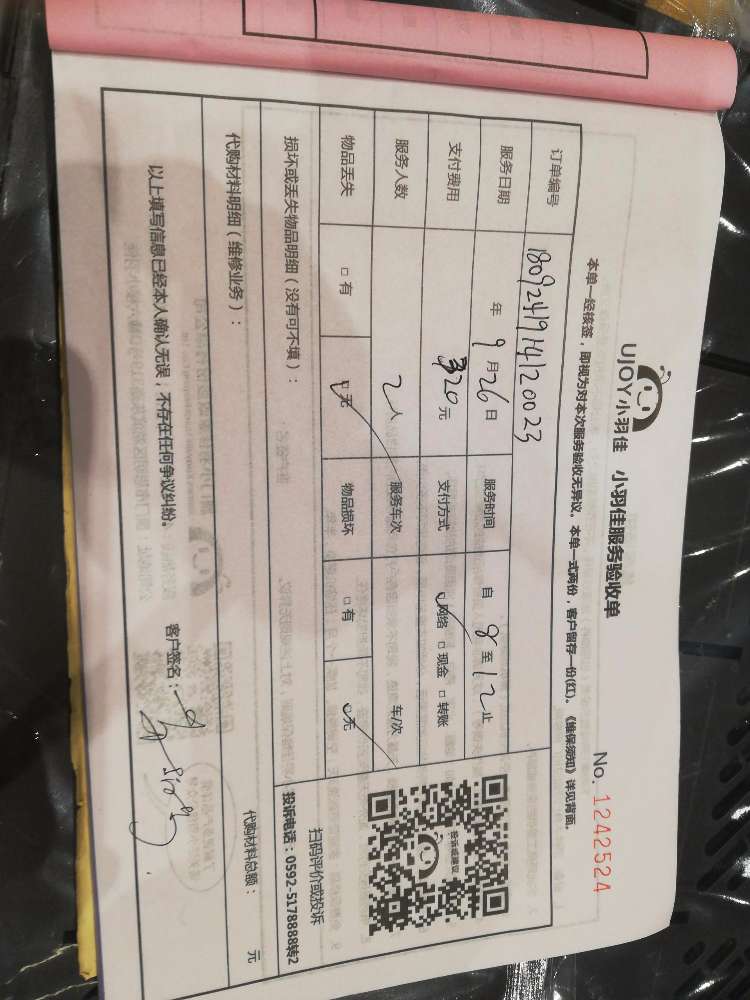 UJOY小羽佳 小羽佳服务验收单
No. 1242524
本单一经核签，即视为对本次服务验收无异议。本单一式两份，客户留存一份(红)。《维保须知》详见背面。
订单编号 180924191412 0023
服务日期 年 9 月 26 日 服务时间 自 8 至 12 止
支付费用 320 元 支付方式 □网络 □现金 □转账
服务人数 2 人 服务车次 车/次
物品丢失 □有 □无 物品损坏 □有 □无
投诉或建议
扫码评价或投诉
投诉电话：0592-5178888转2
损坏或丢失物品明细（没有可不填）：
代购材料明细（维修业务）：
代购材料总额： 元
以上填写信息已经本人确认无误，不存在任何争议纠纷。
客户签名：